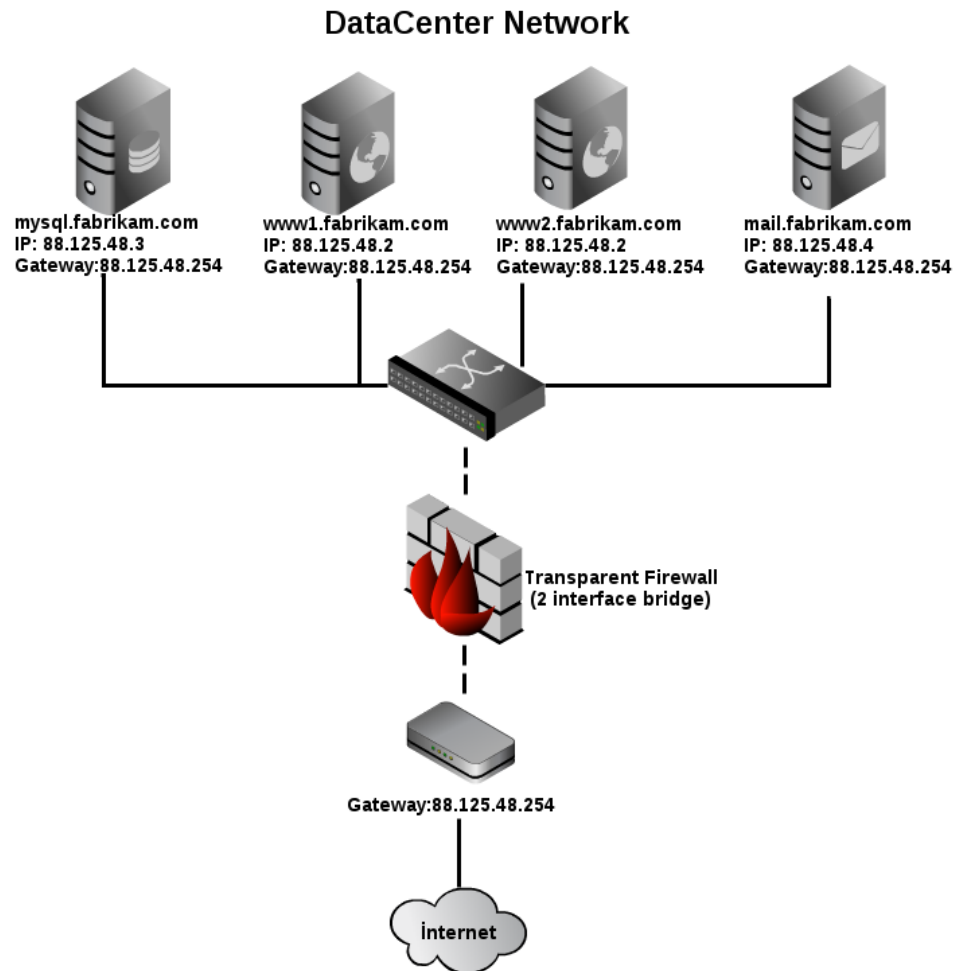 DataCenter Network
mysql.fabrikam.com
IP: 88.125.48.3
Gateway:88.125.48.254
www1.fabrikam.com
IP: 88.125.48.2
Gateway:88.125.48.254
www2.fabrikam.com
IP: 88.125.48.2
Gateway:88.125.48.254
mail.fabrikam.com
IP: 88.125.48.4
Gateway:88.125.48.254
Transparent Firewall
(2 interface bridge)
Gateway:88.125.48.254
İnternet